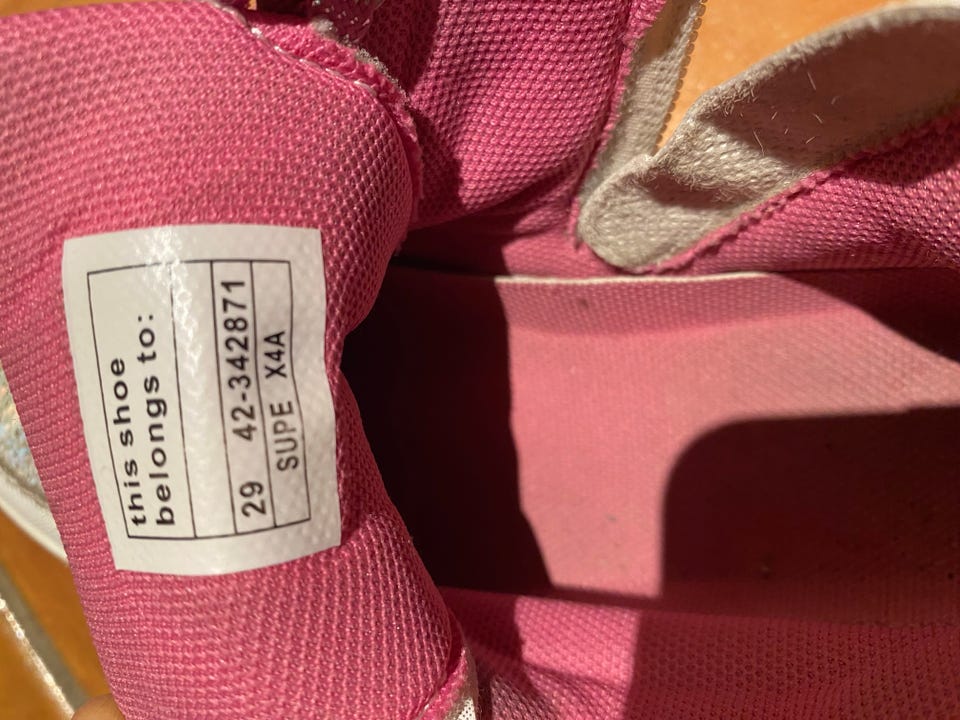 this shoe
belongs to:
29 42-342871
SUPE X4A